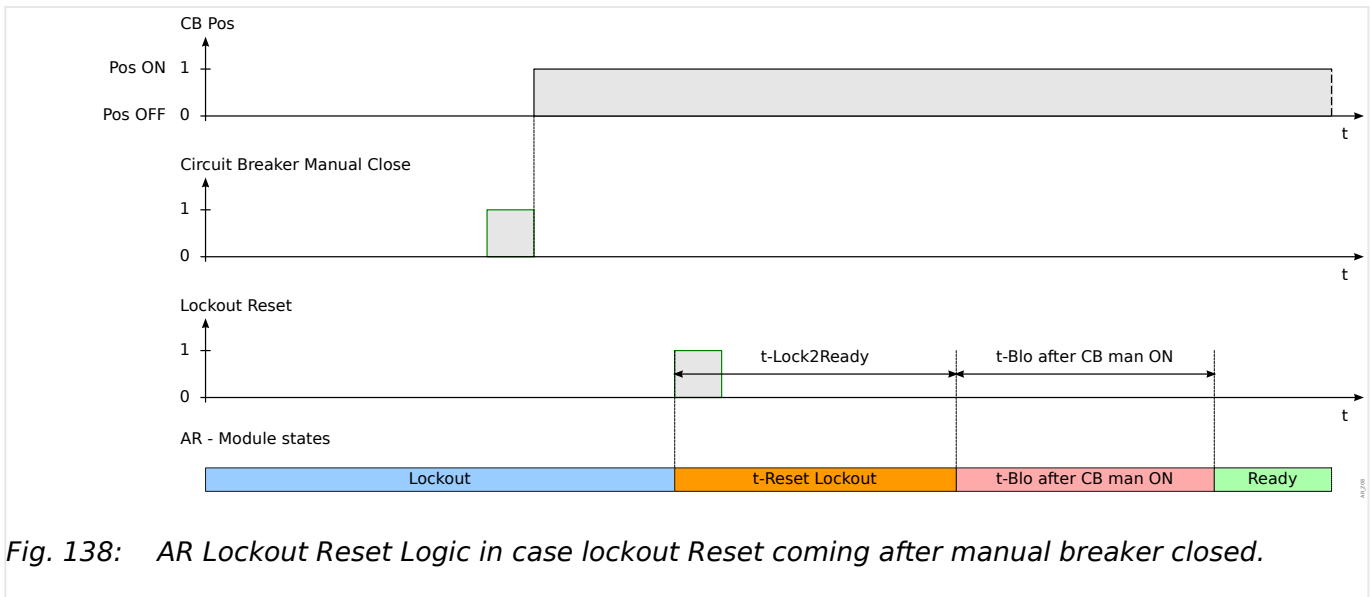 CB Pos
Pos ON 1
Pos OFF 0
t
Circuit Breaker Manual Close
1
0
t
Lockout Reset
1
t-Lock2Ready t-Blo after CB man ON
0
t
AR - Module states
Lockout t-Reset Lockout t-Blo after CB man ON Ready
Fig. 138: AR Lockout Reset Logic in case lockout Reset coming after manual breaker closed.